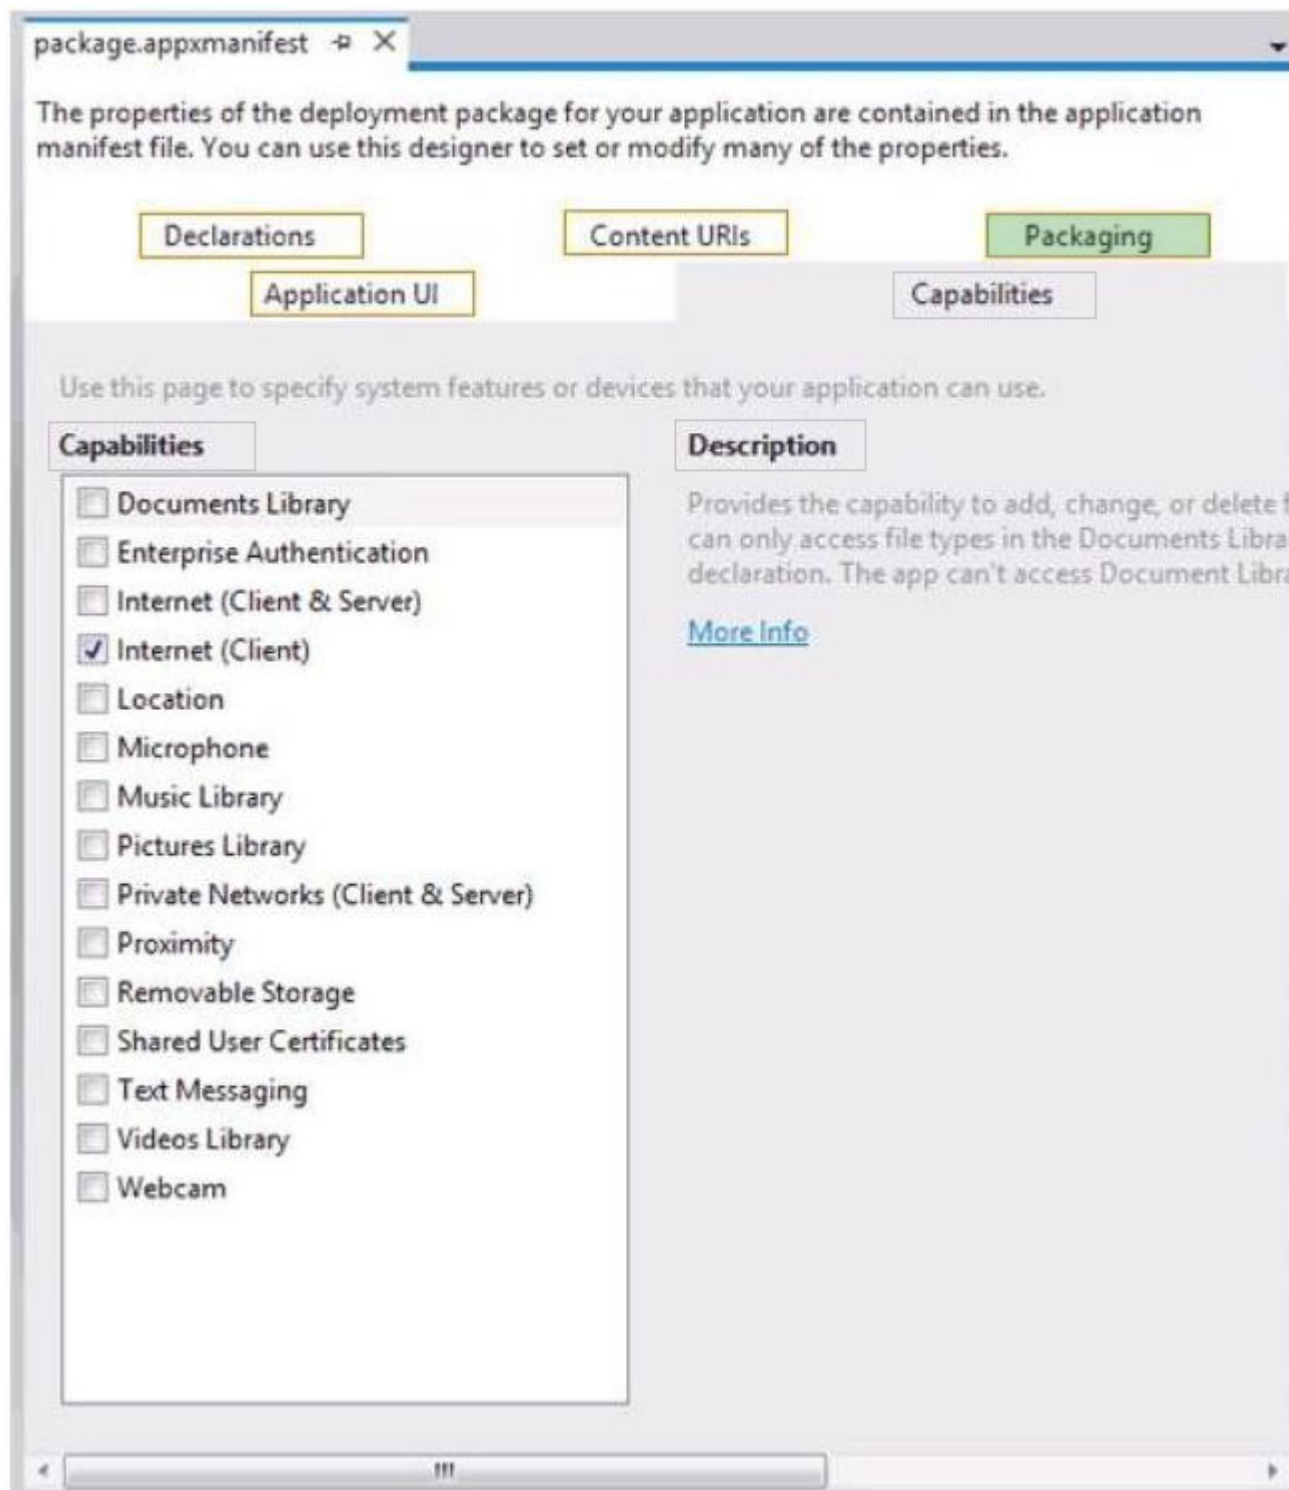 package.appxmanifest
The properties of the deployment package for your application are contained in the application
manifest file. You can use this designer to set or modify many of the properties.
Declarations Content URIs Packaging
Application UI Capabilities
Use this page to specify system features or devices that your application can use.
Capabilities
Documents Library
Enterprise Authentication
Internet (Client & Server)
Internet (Client)
Location
Microphone
Music Library
Pictures Library
Private Networks (Client & Server)
Proximity
Removable Storage
Shared User Certificates
Text Messaging
Videos Library
Webcam
Description
Provides the capability to add, change, or delete
can only access file types in the Documents
declaration. The app can't access Document
More Info